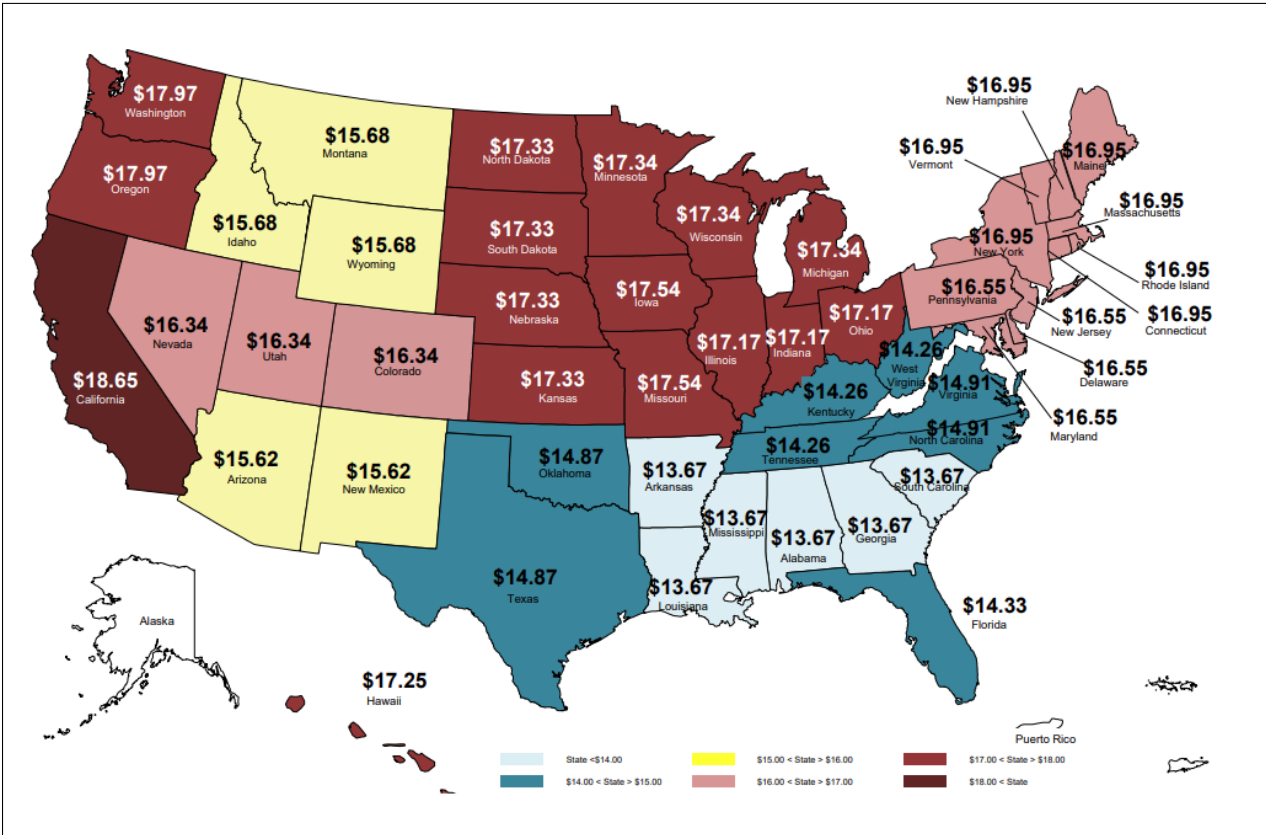 $17.97
Washington
$17.97
Oregon
$18.65
California
$15.68
Montana
$15.68
Idaho
$15.68
Wyoming
$16.34
Nevada
$16.34
Utah
$16.34
Colorado
$15.62
Arizona
$15.62
New Mexico
$17.33
North Dakota
$17.33
South Dakota
$17.33
Nebraska
$17.33
Kansas
$14.87
Oklahoma
$14.87
Texas
$17.34
Minnesota
$17.34
Wisconsin
$17.34
Michigan
$17.54
Iowa
$17.54
Missouri
$17.17
Illinois
$17.17
Indiana
$17.17
Ohio
$13.67
Arkansas
$13.67
Louisiana
$13.67
Mississippi
$13.67
Alabama
$13.67
Georgia
$13.67
South Carolina
$14.26
Kentucky
$14.26
Tennessee
$14.26
West
Virginia
$14.91
Virginia
$14.91
North Carolina
$14.33
Florida
$16.95
New Hampshire
$16.95
Vermont
$16.95
Maine
$16.95
Massachusetts
$16.95
New York
$16.95
Rhode Island
$16.95
Connecticut
$16.55
Pennsylvania
$16.55
New Jersey
$16.55
Delaware
$16.55
Maryland
Alaska
$17.25
Hawaii
Puerto Rico
State <$14.00
$15.00 < State > $16.00
$17.00 < State > $18.00
$14.00 < State > $15.00
$16.00 < State > $17.00
$18.00 < State